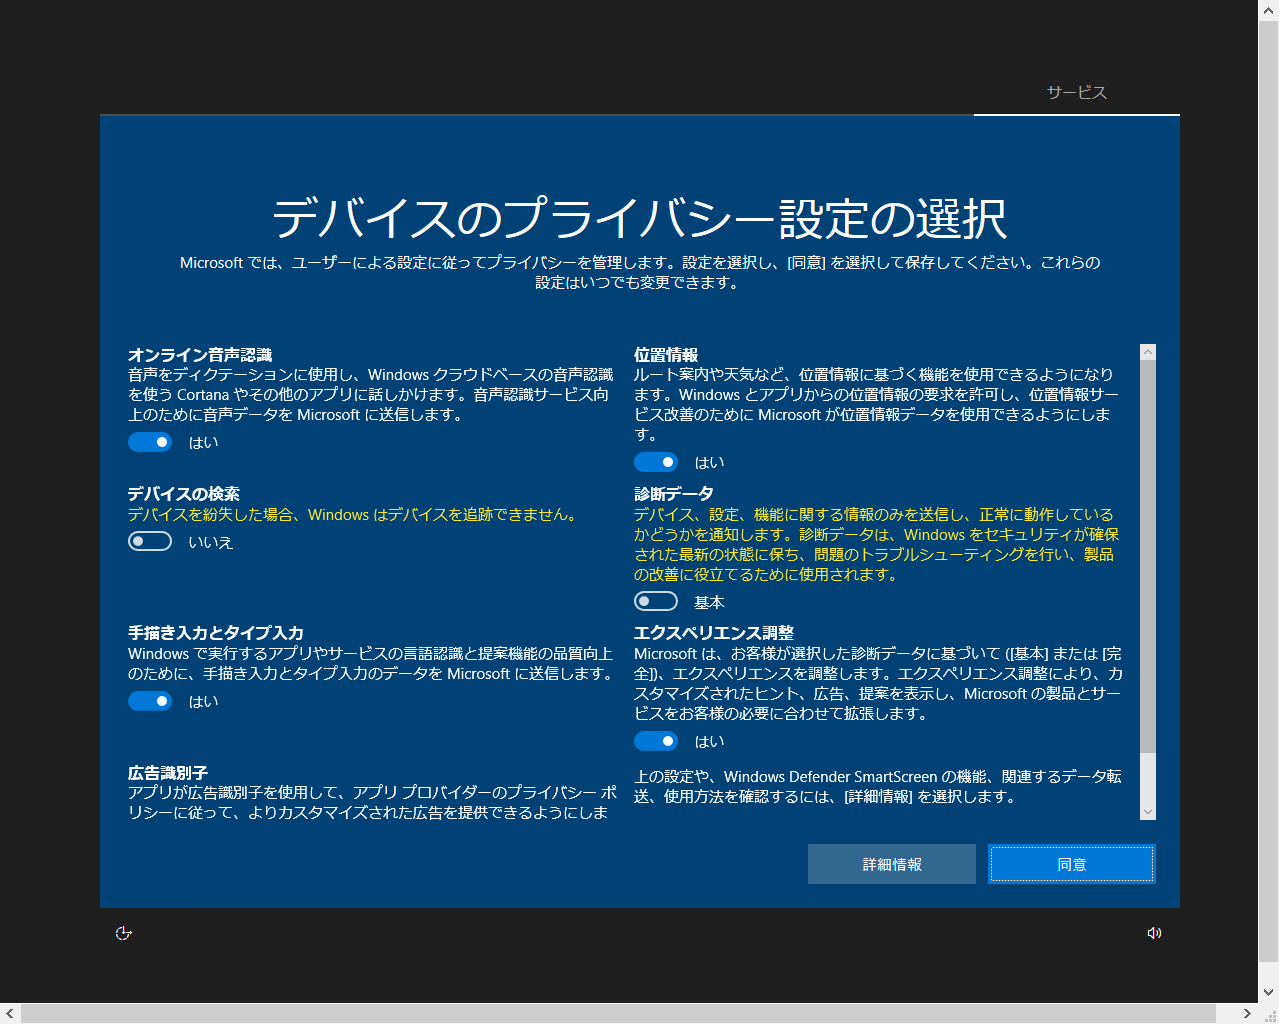 サービス
デバイスのプライバシー設定の選択
Microsoft では、ユーザーによる設定に従ってプライバシーを管理します。設定を選択し、[同意] を選択して保存してください。これらの
設定はいつでも変更できます。
オンライン音声認識
音声をディクテーションに使用し、Windows クラウドベースの音声認識
を使う Cortana やその他のアプリに話しかけます。音声認識サービス向
上のために音声データを Microsoft に送信します。
はい
位置情報
ルート案内や天気など、位置情報に基づく機能を使用できるようになり
ます。Windows とアプリからの位置情報の要求を許可し、位置情報サー
ビス改善のために Microsoft が位置情報データを使用できるようにしま
す。
はい
デバイスの検索
デバイスを紛失した場合、Windows はデバイスを追跡できません。
いいえ
診断データ
デバイス、設定、機能に関する情報のみを送信し、正常に動作している
かどうかを通知します。診断データは、Windows をセキュリティが確保
された最新の状態に保ち、問題のトラブルシューティングを行い、製品
の改善に役立てるために使用されます。
基本
手描き入力とタイプ入力
Windows で実行するアプリやサービスの言語認識と提案機能の品質向上
のために、手描き入力とタイプ入力のデータを Microsoft に送信します。
はい
エクスペリエンス調整
Microsoft は、お客様が選択した診断データに基づいて ([基本] または [完
全])、エクスペリエンスを調整します。エクスペリエンス調整により、カ
スタマイズされたヒント、広告、提案を表示し、Microsoft の製品とサー
ビスをお客様の必要に合わせて拡張します。
はい
広告識別子
アプリが広告識別子を使用して、アプリ プロバイダーのプライバシー ポ
リシーに従って、よりカスタマイズされた広告を提供できるようにしま
上の設定や、Windows Defender SmartScreen の機能、関連するデータ転
送、使用方法を確認するには、[詳細情報] を選択します。
詳細情報
同意